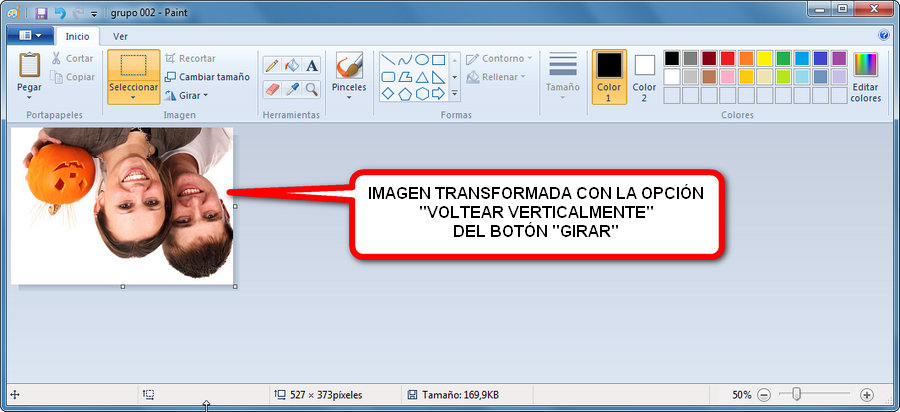 grupo 002 - Paint
Inicio Ver
Pegar
Cortar
Copiar
Portapapeles
Seleccionar
Recortar
Cambiar tamaño
Girar
Imagen
A
Herramientas
Pinceles
Contorno
Rellenar
Formas
Tamaño
Color
1
Color
2
Editar
colores
Colores
IMAGEN TRANSFORMADA CON LA OPCIÓN
"VOLTEAR VERTICALMENTE"
DEL BOTÓN "GIRAR"
527 × 373píxeles
Tamaño: 169,9KB
50%